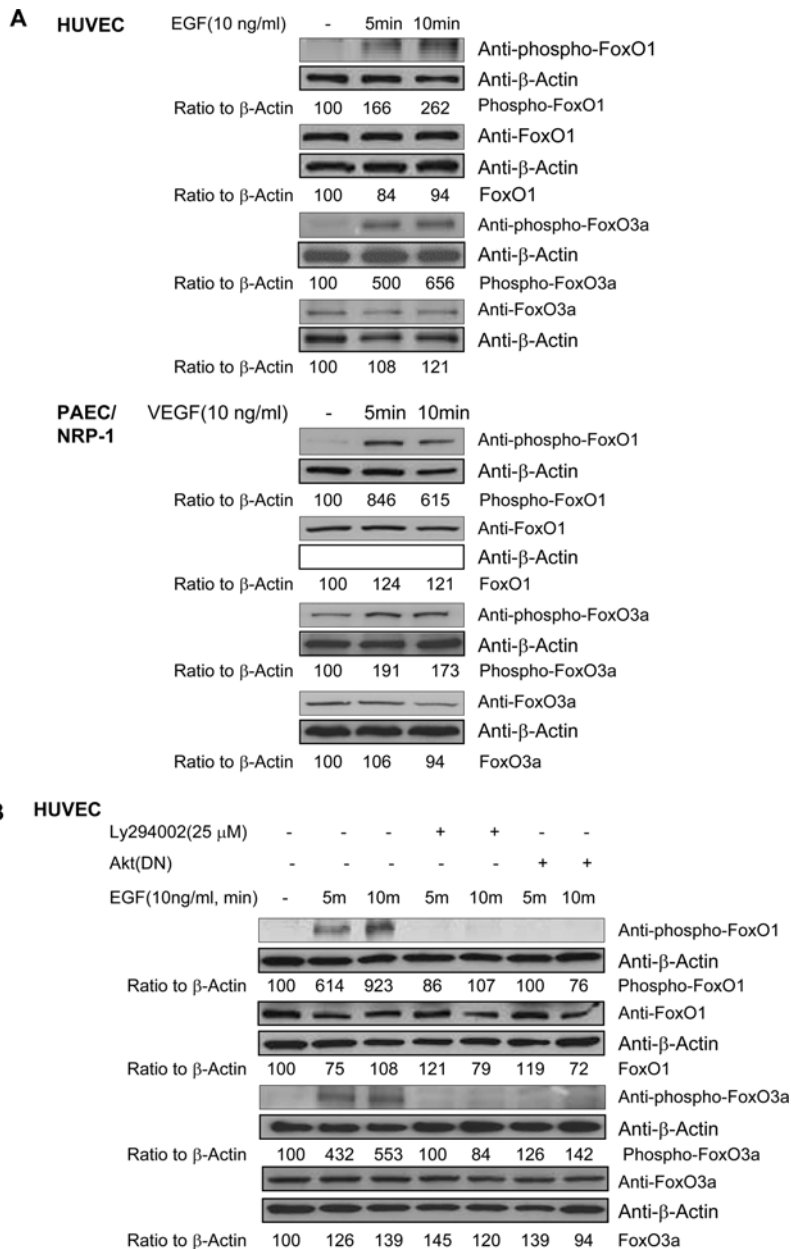 A HUVEC EGF(10 ng/ml) - 5min 10min
Anti-phospho-FoxO1
Anti-β-Actin
Ratio to β-Actin 100 166 262 Phospho-FoxO1
Anti-FoxO1
Anti-β-Actin
Ratio to β-Actin 100 84 94 FoxO1
Anti-phospho-FoxO3a
Anti-β-Actin
Ratio to β-Actin 100 500 656 Phospho-FoxO3a
Anti-FoxO3a
Anti-β-Actin
Ratio to β-Actin 100 108 121
PAEC/ VEGF(10 ng/ml) - 5min 10min
NRP-1
Anti-phospho-FoxO1
Anti-β-Actin
Ratio to β-Actin 100 846 615 Phospho-FoxO1
Anti-FoxO1
Anti-β-Actin
Ratio to β-Actin 100 124 121 FoxO1
Anti-phospho-FoxO3a
Anti-β-Actin
Ratio to β-Actin 100 191 173 Phospho-FoxO3a
Anti-FoxO3a
Anti-β-Actin
Ratio to β-Actin 100 106 94 FoxO3a
HUVEC
Ly294002(25 μM) - - - + + - -
Akt(DN) - - - - - + +
EGF(10ng/ml, min) - 5m 10m 5m 10m 5m 10m
Anti-phospho-FoxO1
Anti-β-Actin
Ratio to β-Actin 100 614 923 86 107 100 76 Phospho-FoxO1
Anti-FoxO1
Anti-β-Actin
Ratio to β-Actin 100 75 108 121 79 119 72 FoxO1
Anti-phospho-FoxO3a
Anti-β-Actin
Ratio to β-Actin 100 432 553 100 84 126 142 Phospho-FoxO3a
Anti-FoxO3a
Anti-β-Actin
Ratio to β-Actin 100 126 139 145 120 139 94 FoxO3a